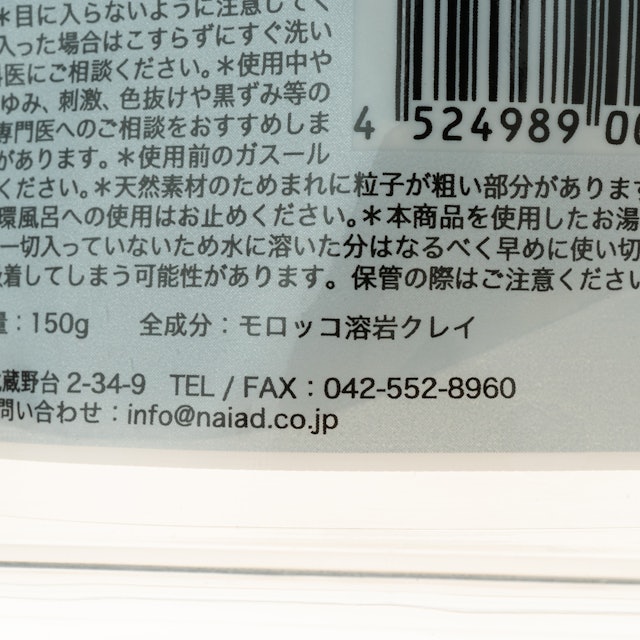 ＊目に入らないように注意してく
入った場合はこすらずにすぐ洗い
科医にご相談ください。＊使用中や
ゆみ、刺激、色抜けや黒ずみ等の
専門医へのご相談をおすすめしま
があります。＊使用前のガスール
ください。＊天然素材のためまれに粒子が粗い部分があります
環風呂への使用はお止めください。＊本商品を使用したお湯
一切入っていないため水に溶いた分はなるべく早めに使い切
着してしまう可能性があります。保管の際はご注意ください
4 524989 00
量：150g 全成分：モロッコ溶岩クレイ
蔵野台 2-34-9 TEL / FAX：042-552-8960
問い合わせ：info@naiad.co.jp